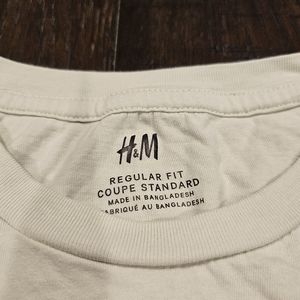 H&M
REGULAR FIT
COUPE STANDARD
MADE IN BANGLADESH
FABRIQUÉ AU BANGLADESH